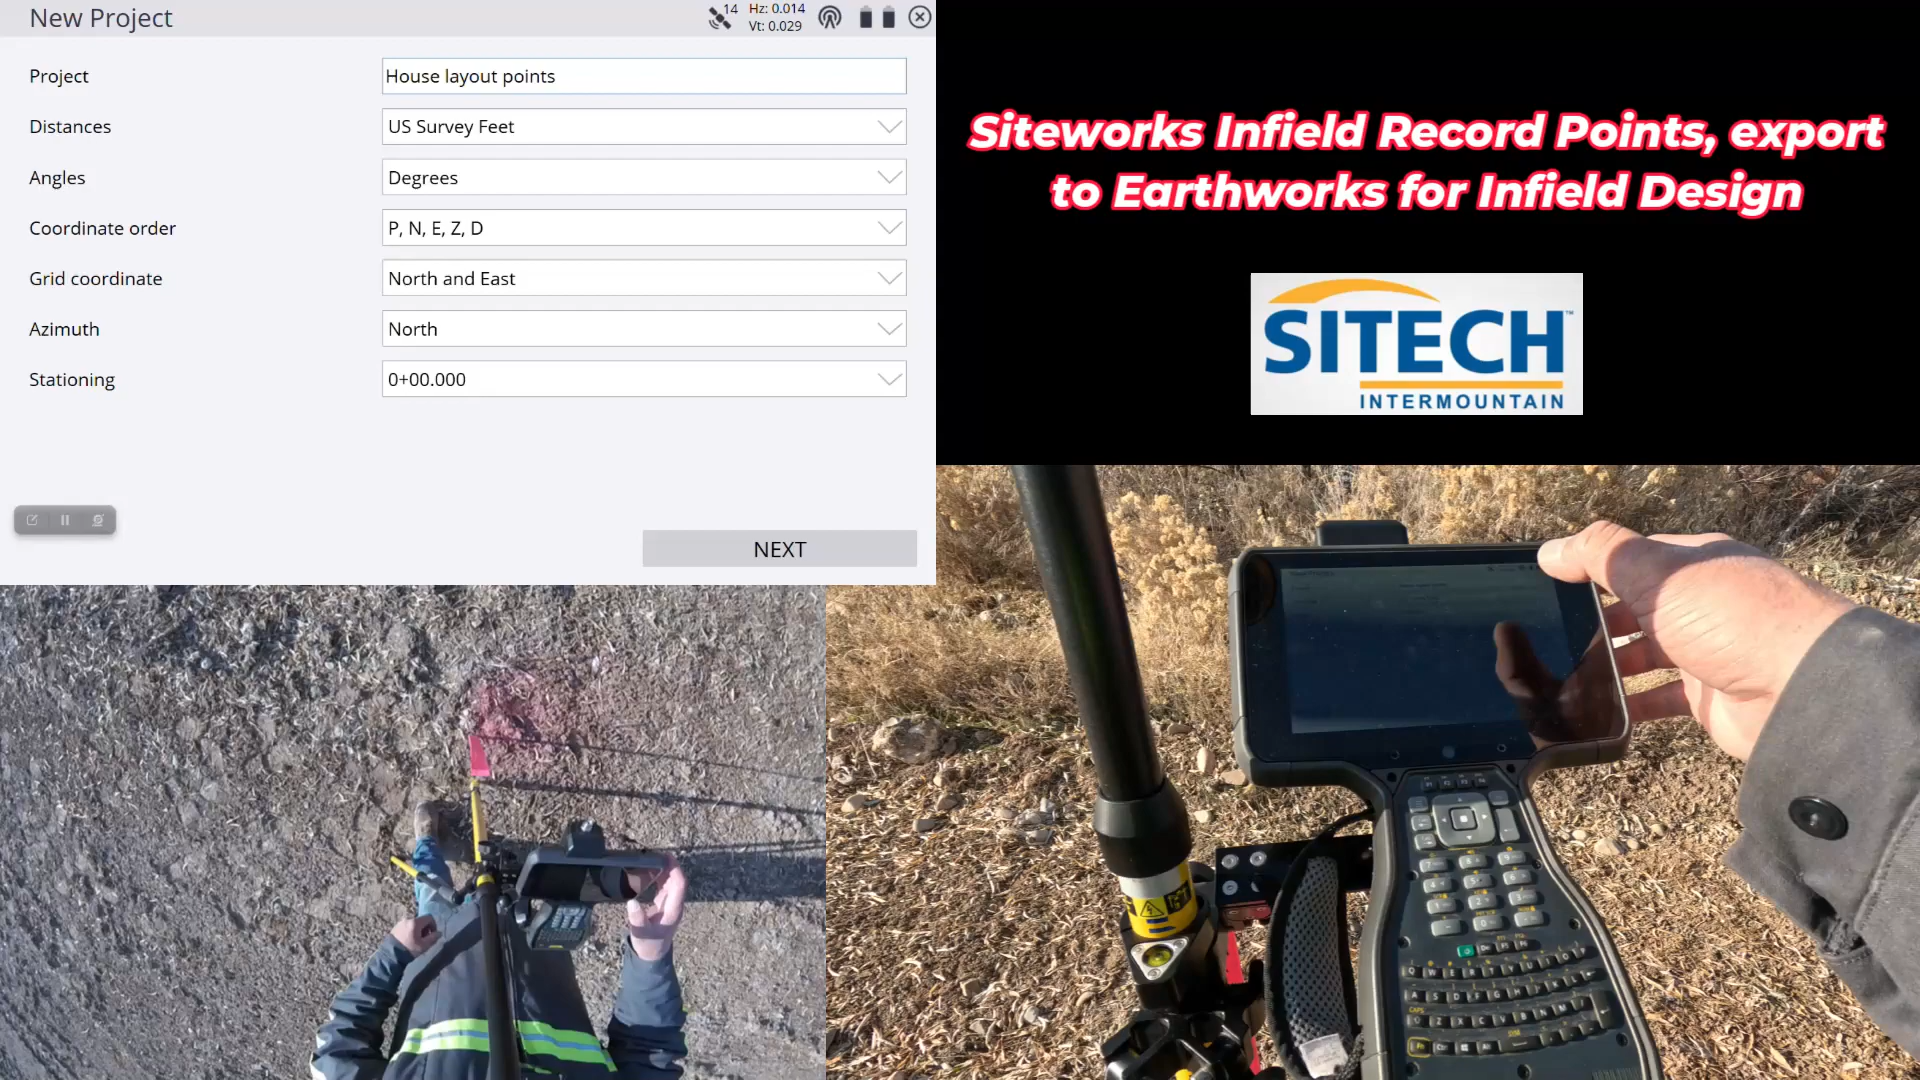 New Project
14
Hz: 0.014
Vt: 0.029
Project
House layout points
Distances
US Survey Feet
Angles
Degrees
Coordinate order
P, N, E, Z, D
Grid coordinate
North and East
Azimuth
North
Stationing
0+00.000
NEXT
Siteworks Infield Record Points, export
to Earthworks for Infield Design
SITECH™
INTERMOUNTAIN